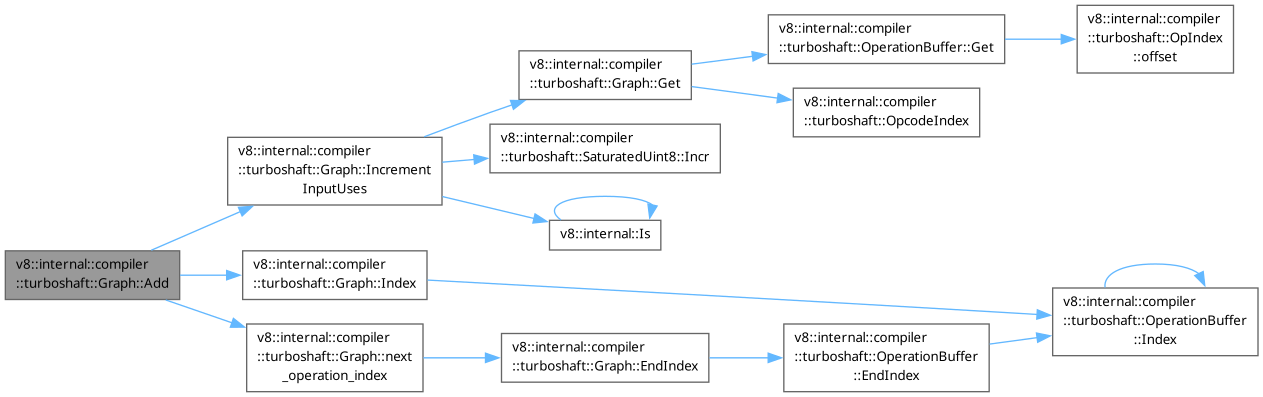 v8::internal::compiler
::turboshaft::Graph::Add
v8::internal::compiler
::turboshaft::Graph::Increment
InputUses
v8::internal::compiler
::turboshaft::Graph::Get
v8::internal::compiler
::turboshaft::OperationBuffer::Get
v8::internal::compiler
::turboshaft::OpIndex
::offset
v8::internal::compiler
::turboshaft::OpcodeIndex
v8::internal::compiler
::turboshaft::SaturatedUint8::Incr
v8::internal::Is
v8::internal::compiler
::turboshaft::Graph::Index
v8::internal::compiler
::turboshaft::OperationBuffer
::Index
v8::internal::compiler
::turboshaft::Graph::next
_operation_index
v8::internal::compiler
::turboshaft::Graph::EndIndex
v8::internal::compiler
::turboshaft::OperationBuffer
::EndIndex